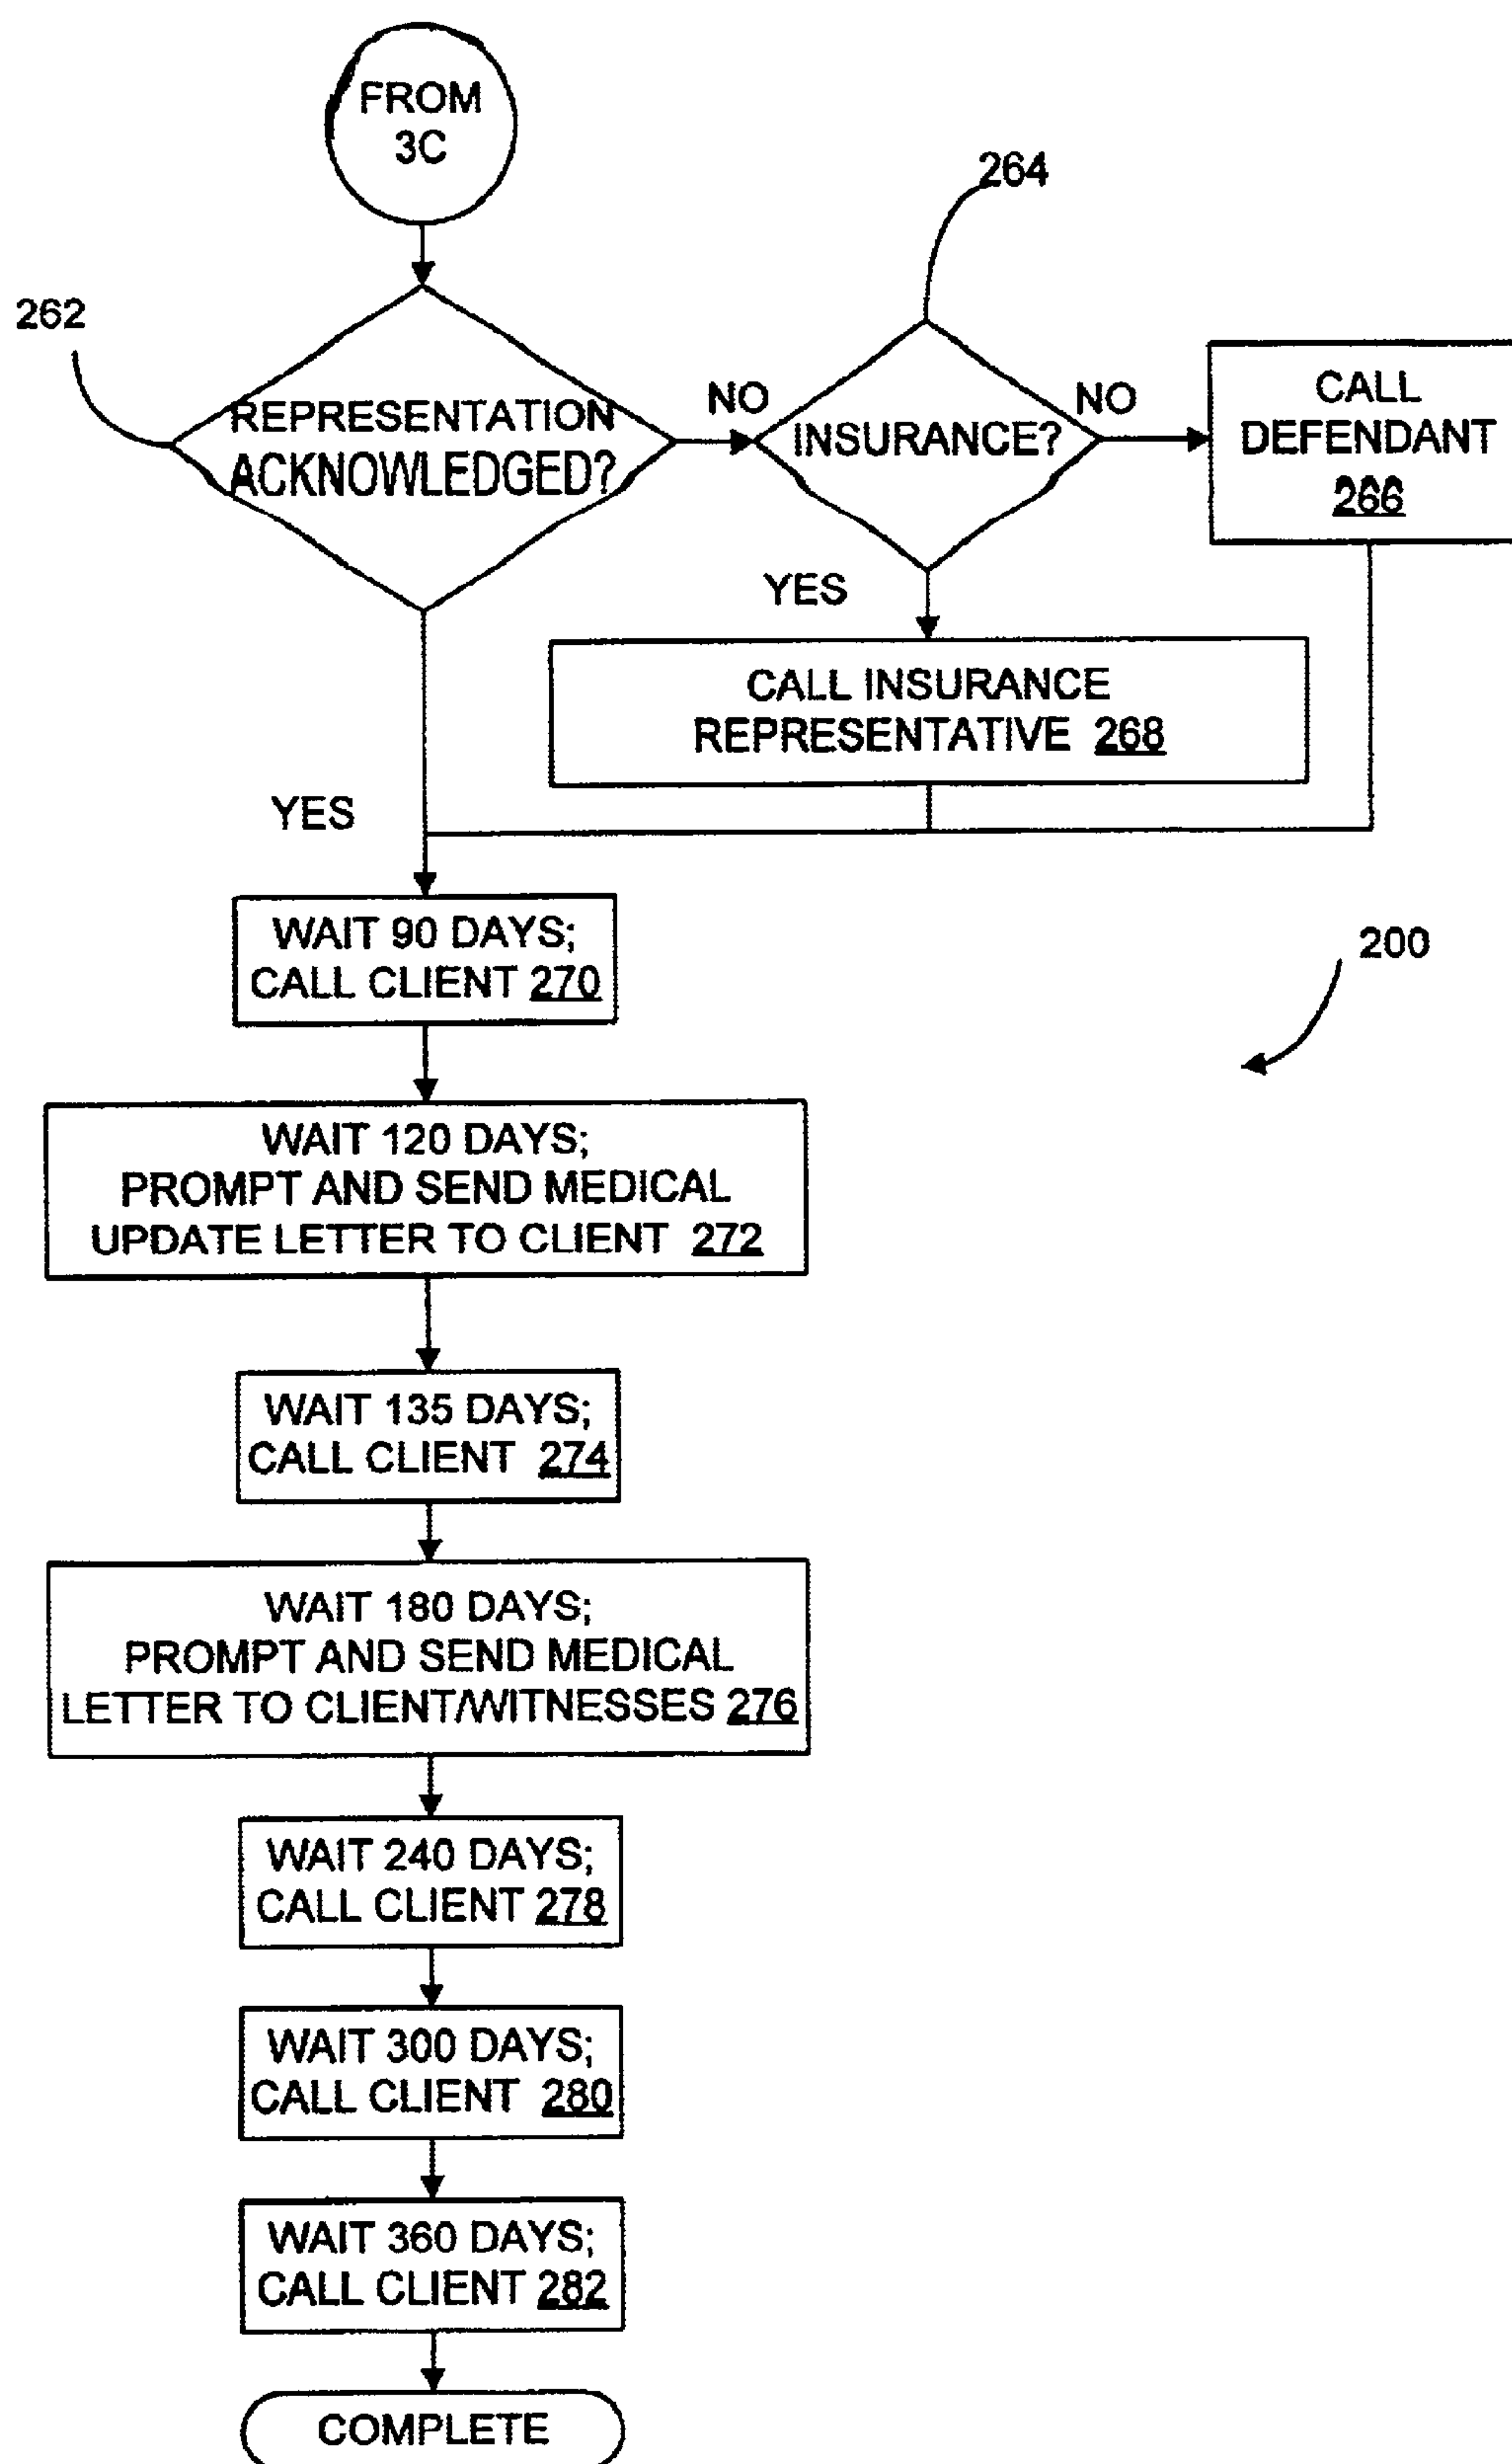 FROM
3C
264
262
REPRESENTATION
ACKNOWLEDGED?
NO
INSURANCE?
NO
CALL
DEFENDANT
266
YES
CALL INSURANCE
REPRESENTATIVE 268
YES
WAIT 90 DAYS;
CALL CLIENT 270
200
WAIT 120 DAYS;
PROMPT AND SEND MEDICAL
UPDATE LETTER TO CLIENT 272
WAIT 135 DAYS;
CALL CLIENT 274
WAIT 180 DAYS;
PROMPT AND SEND MEDICAL
LETTER TO CLIENT/WITNESSES 276
WAIT 240 DAYS;
CALL CLIENT 278
WAIT 300 DAYS;
CALL CLIENT 280
WAIT 360 DAYS;
CALL CLIENT 282
COMPLETE